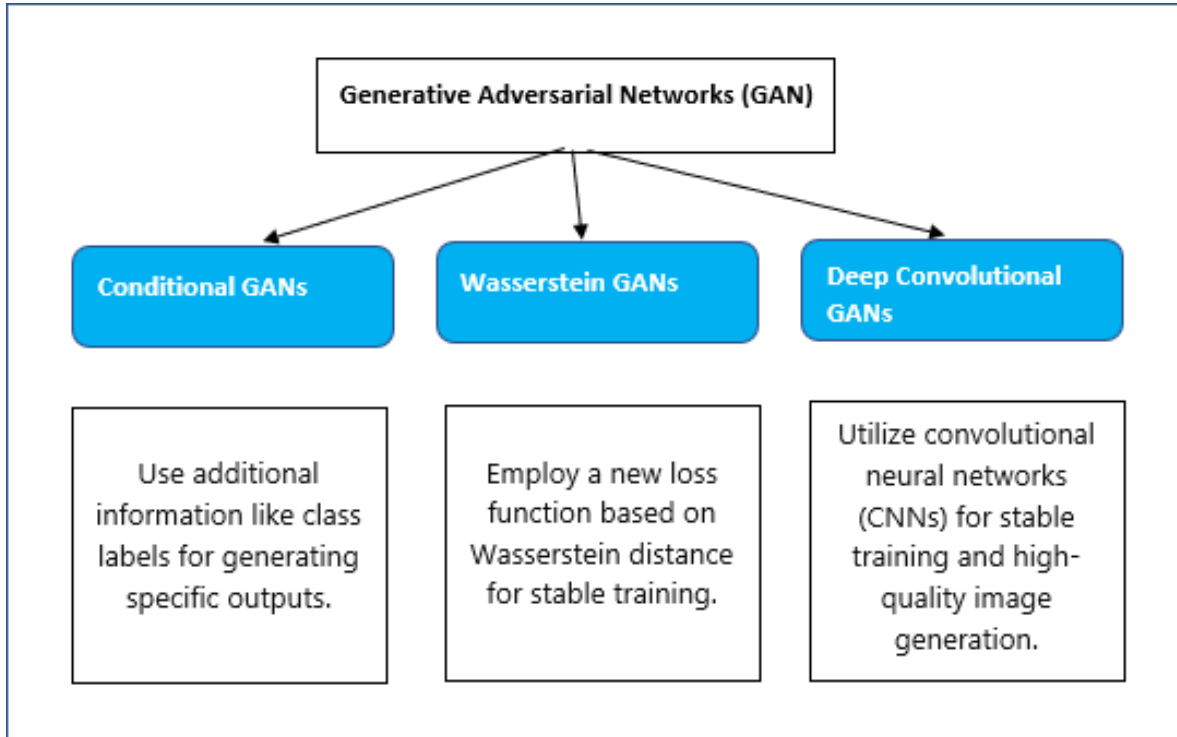 Generative Adversarial Networks (GAN)
Conditional GANs
Wasserstein GANs
Deep Convolutional
GANs
Use additional
information like class
labels for generating
specific outputs.
Employ a new loss
function based on
Wasserstein distance
for stable training.
Utilize convolutional
neural networks
(CNNs) for stable
training and high-
quality image
generation.